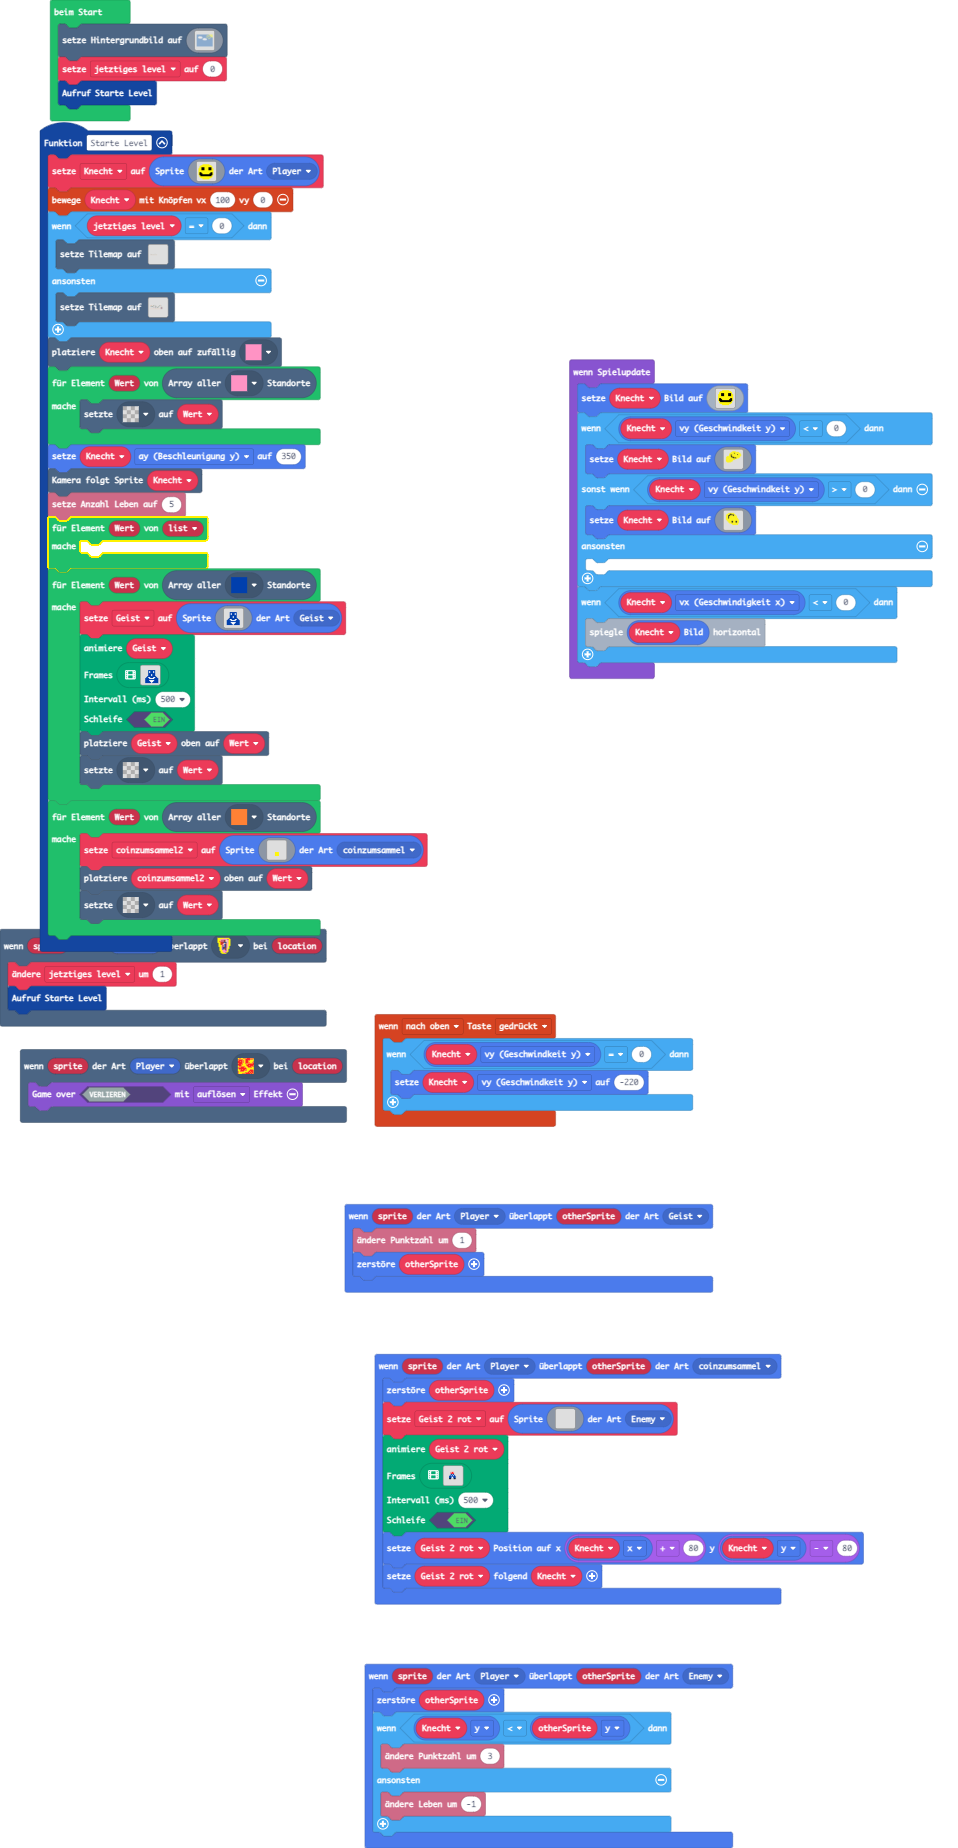 beim Start
setze Hintergrundbild auf
setze jetztiges level auf 0
Aufruf Starte Level
Funktion Starte Level
setze Knecht auf Sprite der Art Player
bewege Knecht mit Knöpfen vx 100 vy 0
wenn jetztiges level = 0 dann
setze Tilemap auf
ansonsten
setze Tilemap auf
platziere Knecht oben auf zufällig
für Element Wert von Array aller Standorte
mache
setzte auf Wert
setze Knecht ay (Beschleunigung y) auf 350
Kamera folgt Sprite Knecht
setze Anzahl Leben auf 5
für Element Wert von list
mache
für Element Wert von Array aller Standorte
mache
setze Geist auf Sprite der Art Geist
animiere Geist
Frames
Intervall (ms) 500
Schleife EIN
platziere Geist oben auf Wert
setzte auf Wert
für Element Wert von Array aller Standorte
mache
setze coinzumsammel2 auf Sprite der Art coinzumsammel
platziere coinzumsammel2 oben auf Wert
setzte auf Wert
wenn sp erlappt bei location
ändere jetztiges level um 1
Aufruf Starte Level
wenn sprite der Art Player überlappt bei location
Game over VERLIEREN mit auflösen Effekt
wenn Spielupdate
setze Knecht Bild auf
wenn Knecht vy (Geschwindkeit y) < 0 dann
setze Knecht Bild auf
sonst wenn Knecht vy (Geschwindkeit y) > 0 dann
setze Knecht Bild auf
ansonsten
wenn Knecht vx (Geschwindigkeit x) < 0 dann
spiegle Knecht Bild horizontal
wenn nach oben Taste gedrückt
wenn Knecht vy (Geschwindkeit y) = 0 dann
setze Knecht vy (Geschwindkeit y) auf -220
wenn sprite der Art Player überlappt otherSprite der Art Geist
ändere Punktzahl um 1
zerstöre otherSprite
wenn sprite der Art Player überlappt otherSprite der Art coinzumsammel
zerstöre otherSprite
setze Geist 2 rot auf Sprite der Art Enemy
animiere Geist 2 rot
Frames
Intervall (ms) 500
Schleife EIN
setze Geist 2 rot Position auf x Knecht x + 80 y Knecht y - 80
setze Geist 2 rot folgend Knecht
wenn sprite der Art Player überlappt otherSprite der Art Enemy
zerstöre otherSprite
wenn Knecht y < otherSprite y dann
ändere Punktzahl um 3
ansonsten
ändere Leben um -1